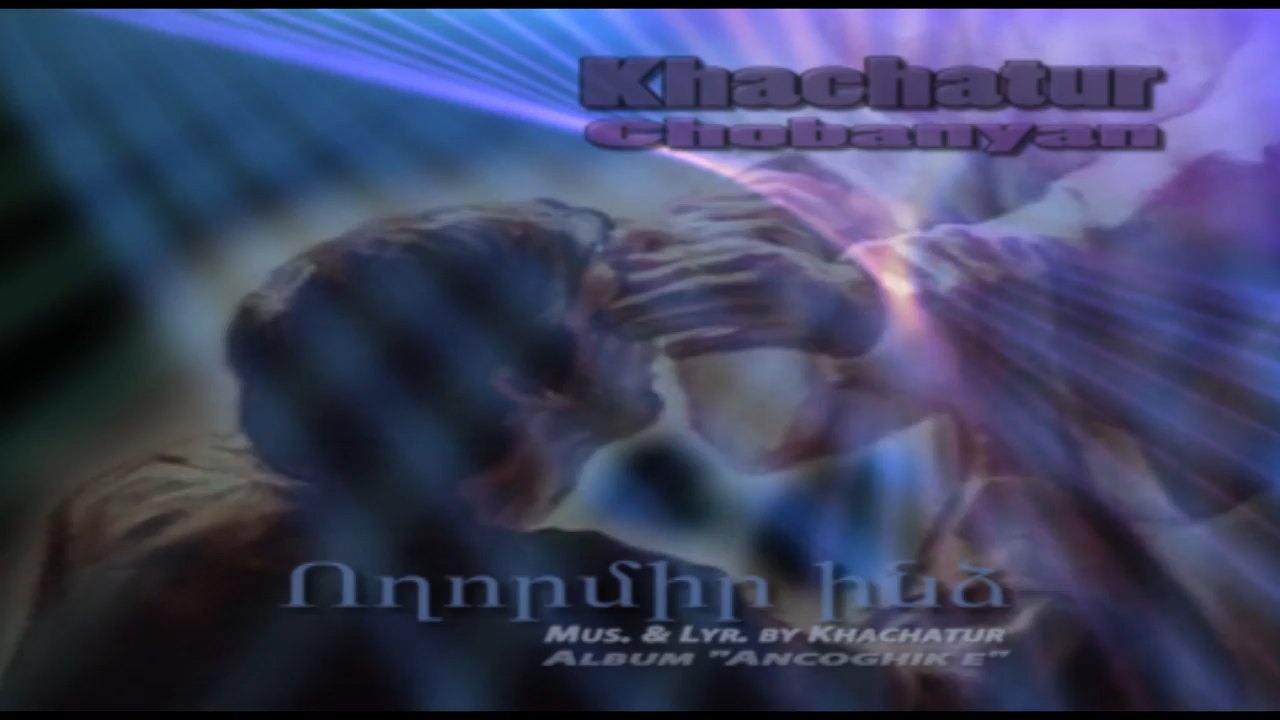 Khachatur
Chobanyan
Ողորմիր ինձ
Mus. & Lyr. by Khachatur
Album "Ancoghik e"